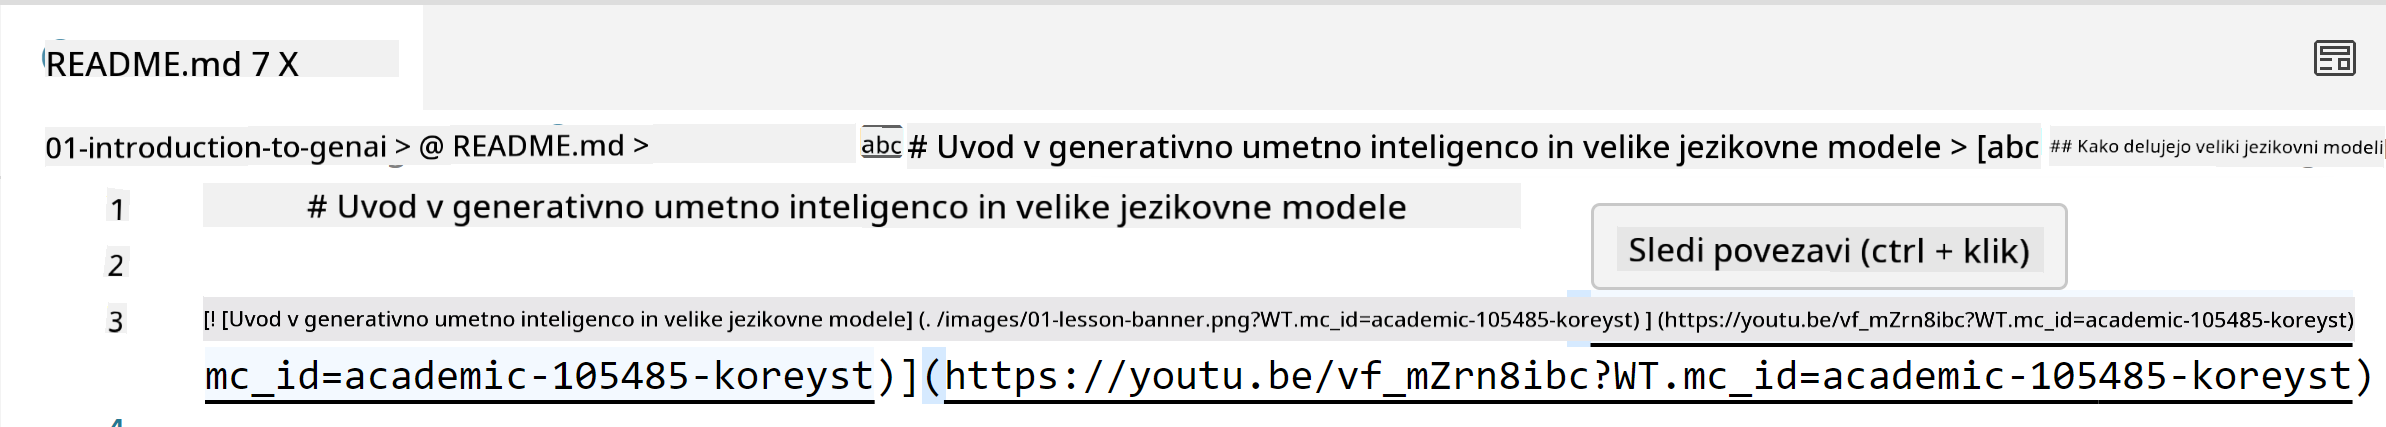 README.md 7 X
01-introduction-to-genai > @ README.md > abc # Uvod v generativno umetno inteligenco in velike jezikovne modele > [abc ## Kako delujejo veliki jezikovni modeli
1 # Uvod v generativno umetno inteligenco in velike jezikovne modele
2
Sledi povezavi (ctrl + klik)
3 [! [Uvod v generativno umetno inteligenco in velike jezikovne modele] (. /images/01-lesson-banner.png?WT.mc_id=academic-105485-koreyst) ] (https://youtu.be/vf_mZrn8ibc?WT.mc_id=academic-105485-koreyst)
mc_id=academic-105485-koreyst)](https://youtu.be/vf_mZrn8ibc?WT.mc_id=academic-105485-koreyst)
4